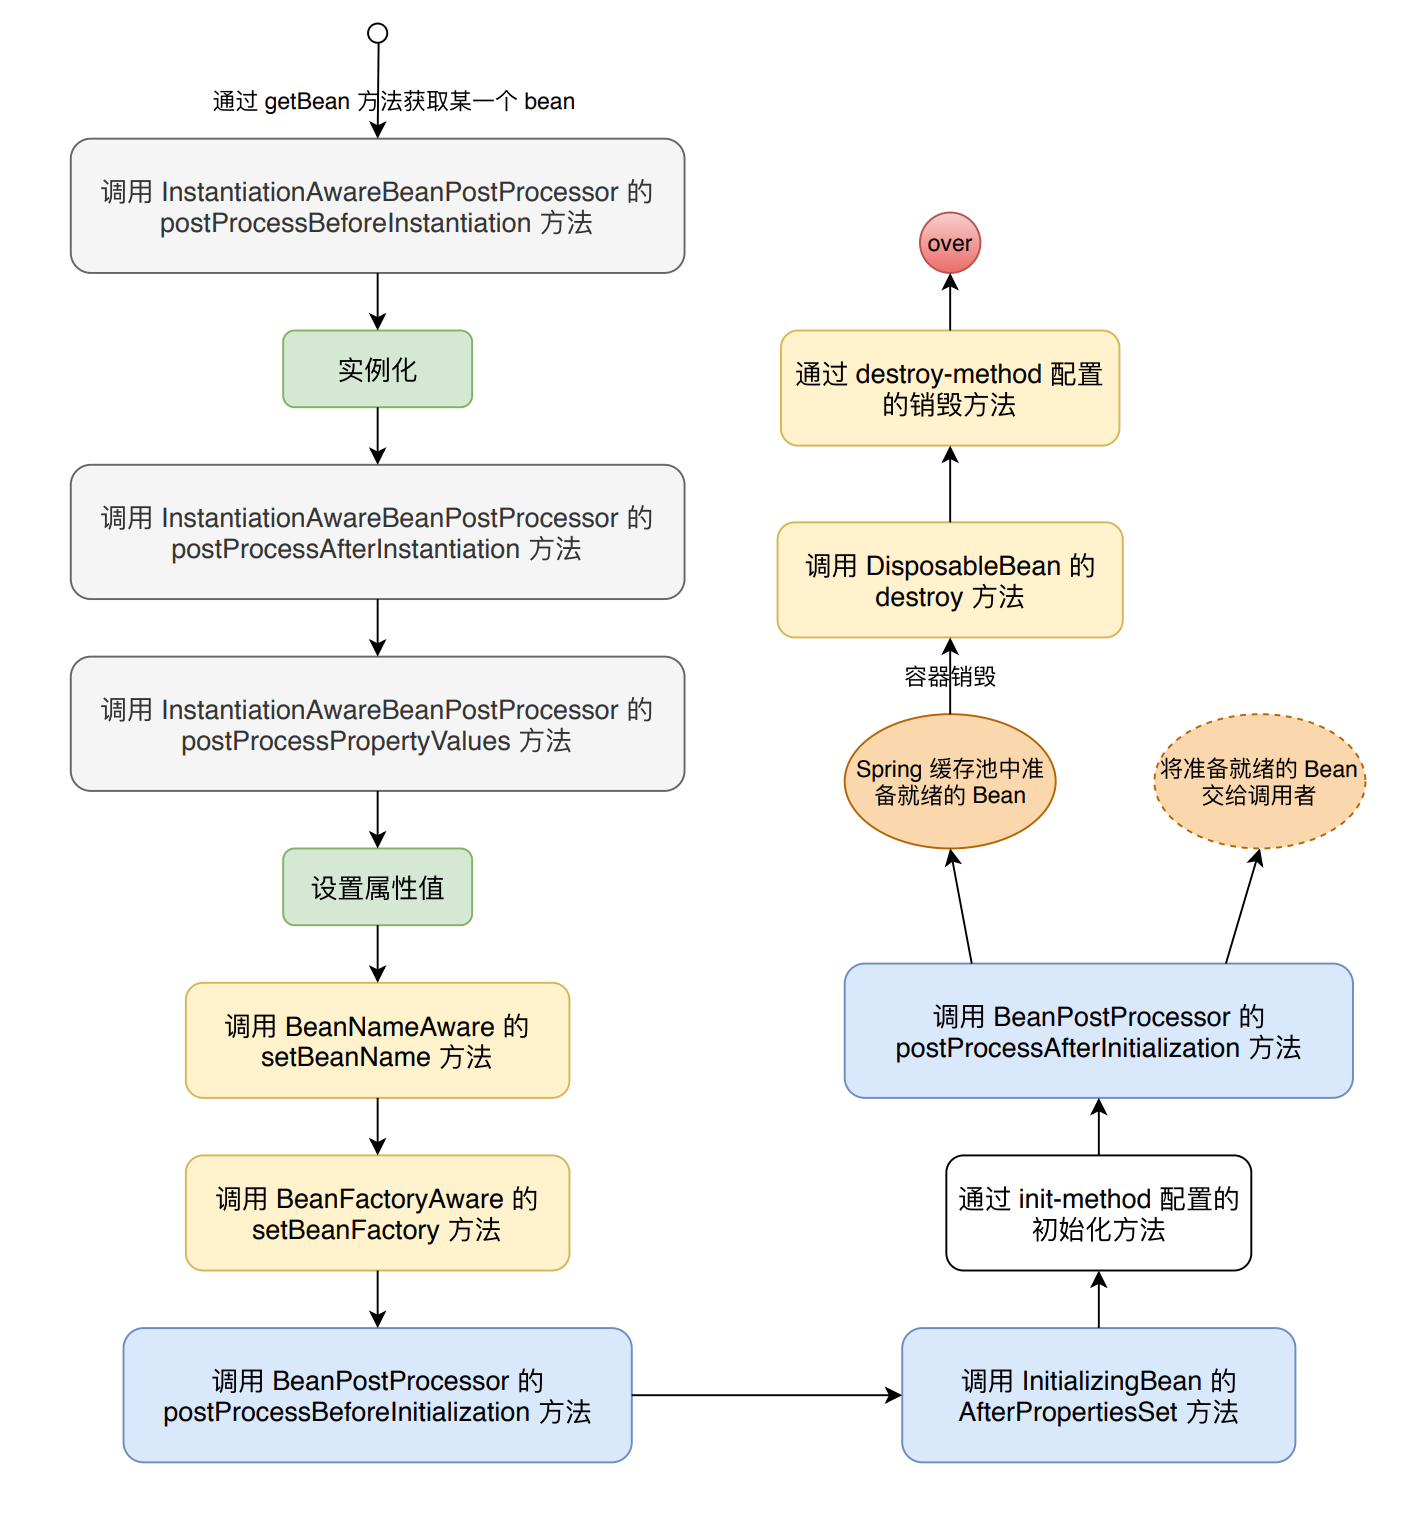 通过 getBean 方法获取某一个 bean
调用 InstantiationAwareBeanPostProcessor 的
postProcessBeforeInstantiation 方法
实例化
调用 InstantiationAwareBeanPostProcessor 的
postProcessAfterInstantiation 方法
调用 InstantiationAwareBeanPostProcessor 的
postProcessPropertyValues 方法
设置属性值
调用 BeanNameAware 的
setBeanName 方法
调用 BeanFactoryAware 的
setBeanFactory 方法
调用 BeanPostProcessor 的
postProcessBeforeInitialization 方法
调用 InitializingBean 的
AfterPropertiesSet 方法
通过 init-method 配置的
初始化方法
调用 BeanPostProcessor 的
postProcessAfterInitialization 方法
Spring 缓存池中准
备就绪的 Bean
将准备就绪的 Bean
交给调用者
容器销毁
调用 DisposableBean 的
destroy 方法
通过 destroy-method 配置
的销毁方法
over